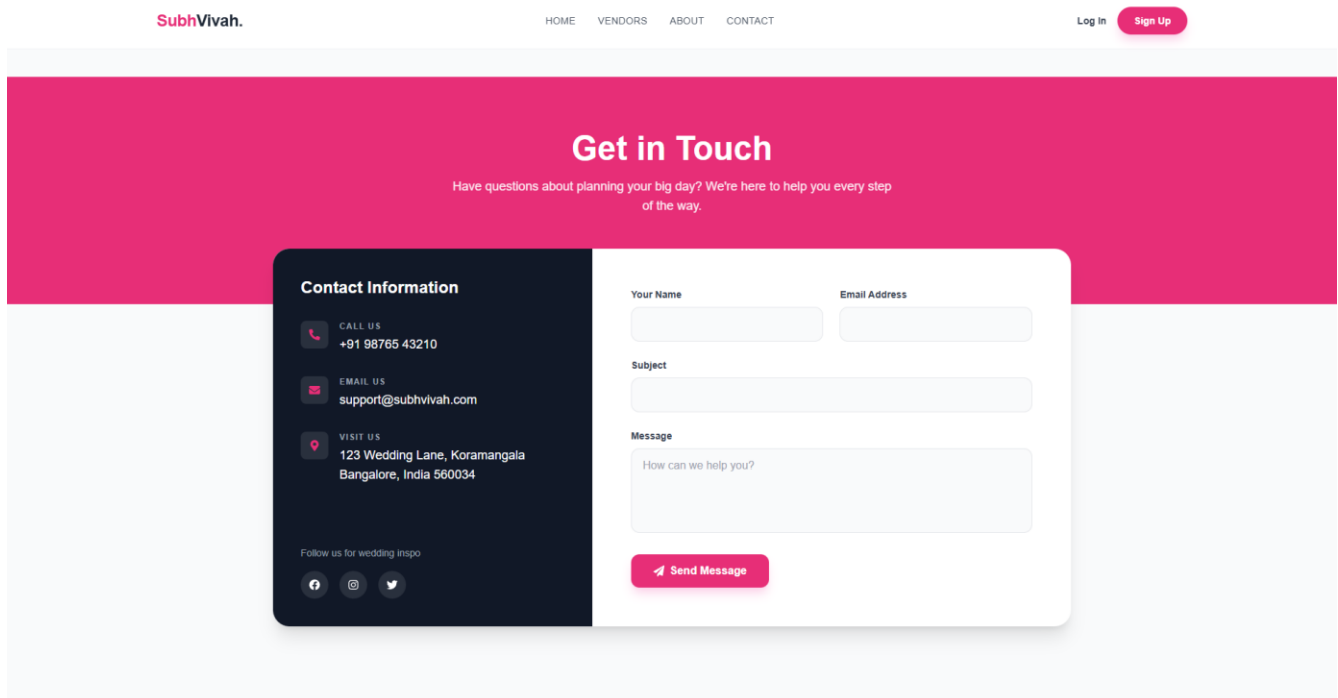 SubhVivah.
HOME VENDORS ABOUT CONTACT
Log In Sign Up
Get in Touch
Have questions about planning your big day? We're here to help you every step
of the way.
Contact Information
CALL US
+91 98765 43210
EMAIL US
support@subhvivah.com
VISIT US
123 Wedding Lane, Koramangala
Bangalore, India 560034
Follow us for wedding inspo
Your Name
Email Address
Subject
Message
How can we help you?
Send Message